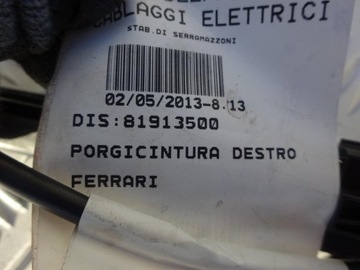 CABLAGGI ELETTRICI
STAB.DI SERRAMAZZONI
02/05/2013-8.13
DIS:81913500
PORGICINTURA DESTRO
FERRARI